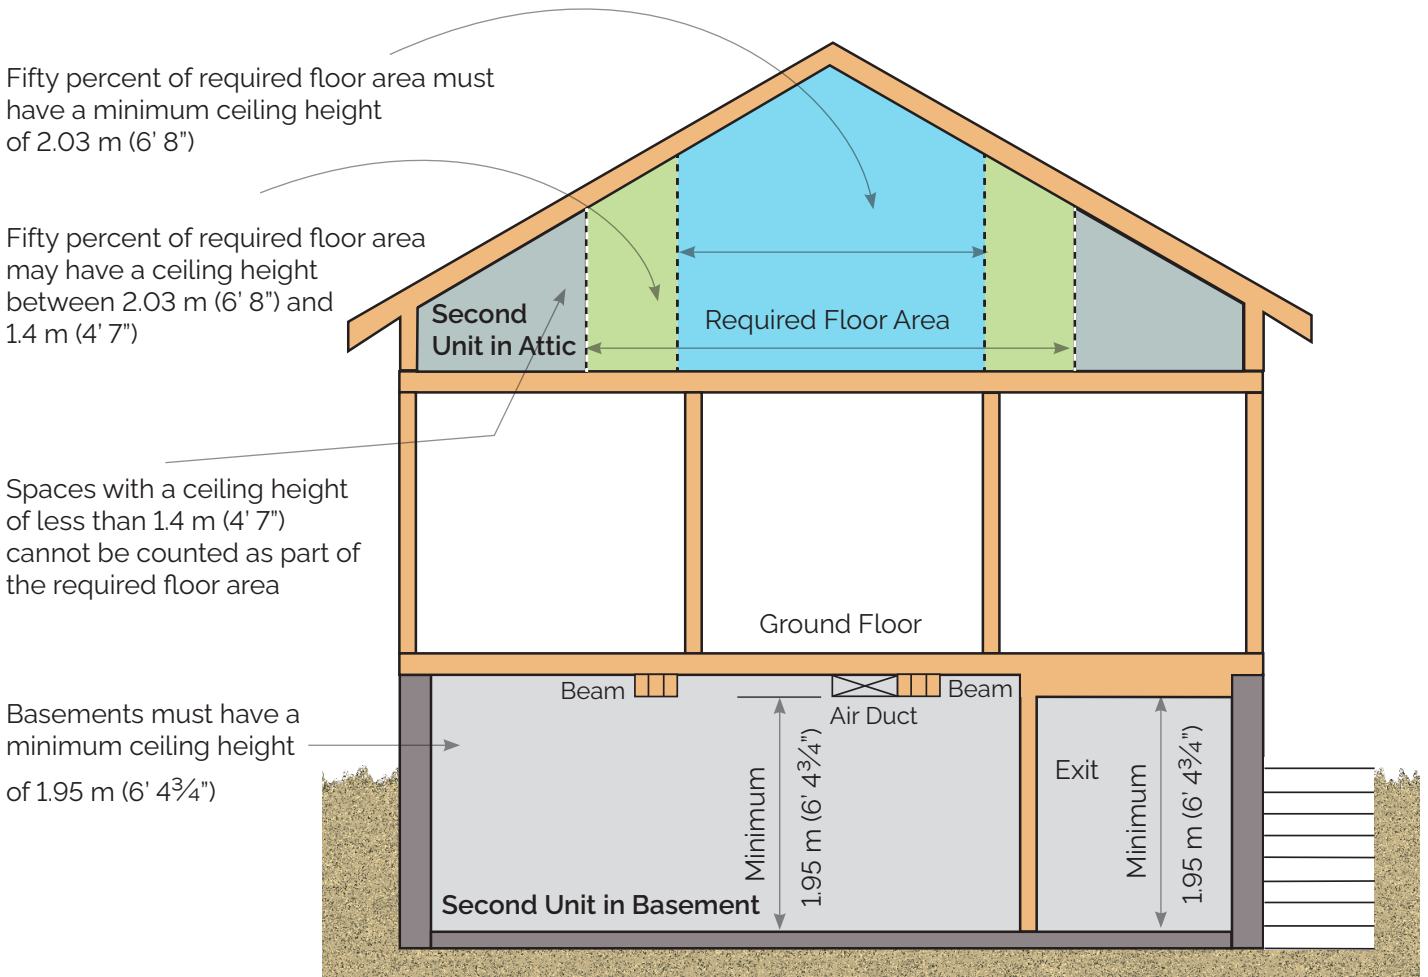 Fifty percent of required floor area must
have a minimum ceiling height
of 2.03 m (6’ 8”)
Fifty percent of required floor area
may have a ceiling height
between 2.03 m (6’ 8”) and
1.4 m (4’ 7”)
Second
Unit in Attic
Required Floor Area
Spaces with a ceiling height
of less than 1.4 m (4’ 7”)
cannot be counted as part of
the required floor area
Ground Floor
Beam
Beam
Air Duct
Basements must have a
minimum ceiling height
of 1.95 m (6’ 4¾”)
Minimum
1.95 m (6’ 4¾”)
Exit
Minimum
1.95 m (6’ 4¾”)
Second Unit in Basement